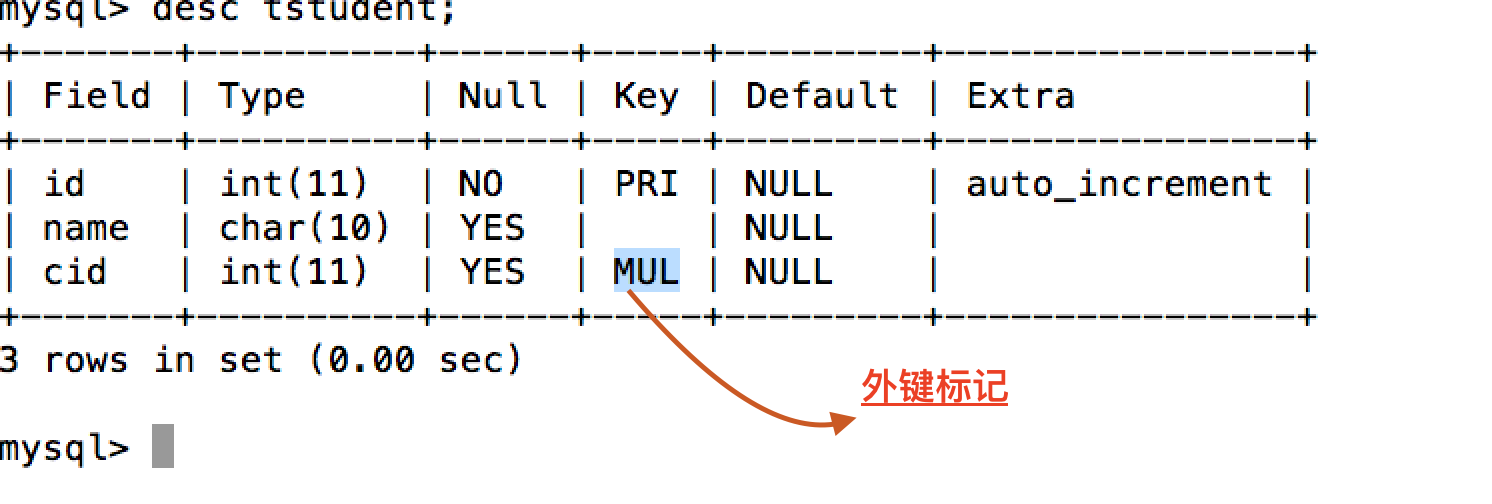 mysql> desc tstudent;
+-------+----------+------+-----+---------+----------------+
| Field | Type     | Null | Key | Default | Extra          |
+-------+----------+------+-----+---------+----------------+
| id    | int(11)  | NO   | PRI | NULL    | auto_increment |
| name  | char(10) | YES  |     | NULL    |                |
| cid   | int(11)  | YES  | MUL | NULL    |                |
+-------+----------+------+-----+---------+----------------+
3 rows in set (0.00 sec)
外键标记
mysql>